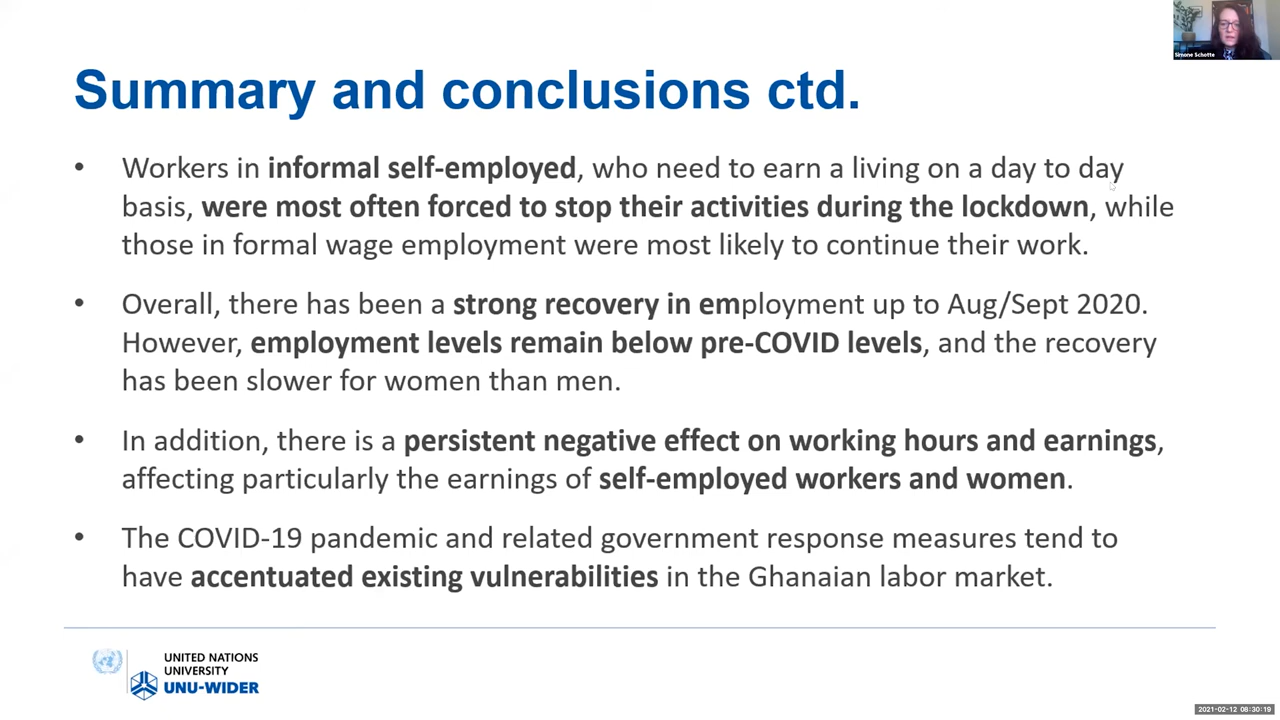 Simone Schotte
Summary and conclusions ctd.
• Workers in informal self-employed, who need to earn a living on a day to day
basis, were most often forced to stop their activities during the lockdown, while
those in formal wage employment were most likely to continue their work.
• Overall, there has been a strong recovery in employment up to Aug/Sept 2020.
However, employment levels remain below pre-COVID levels, and the recovery
has been slower for women than men.
• In addition, there is a persistent negative effect on working hours and earnings,
affecting particularly the earnings of self-employed workers and women.
• The COVID-19 pandemic and related government response measures tend to
have accentuated existing vulnerabilities in the Ghanaian labor market.
UNITED NATIONS
UNIVERSITY
UNU-WIDER
2021-02-12 08:30:19